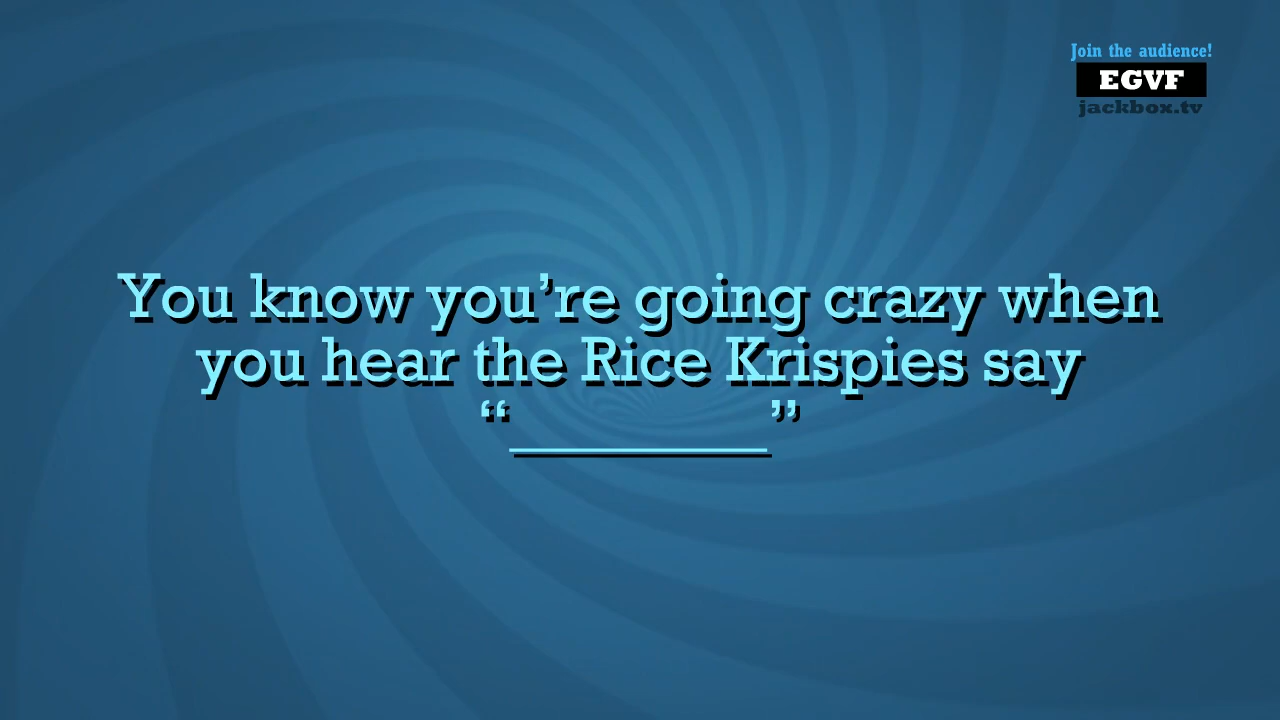 Join the audience!
EGVF
jackbox.tv
You know you’re going crazy when
you hear the Rice Krispies say
“________”